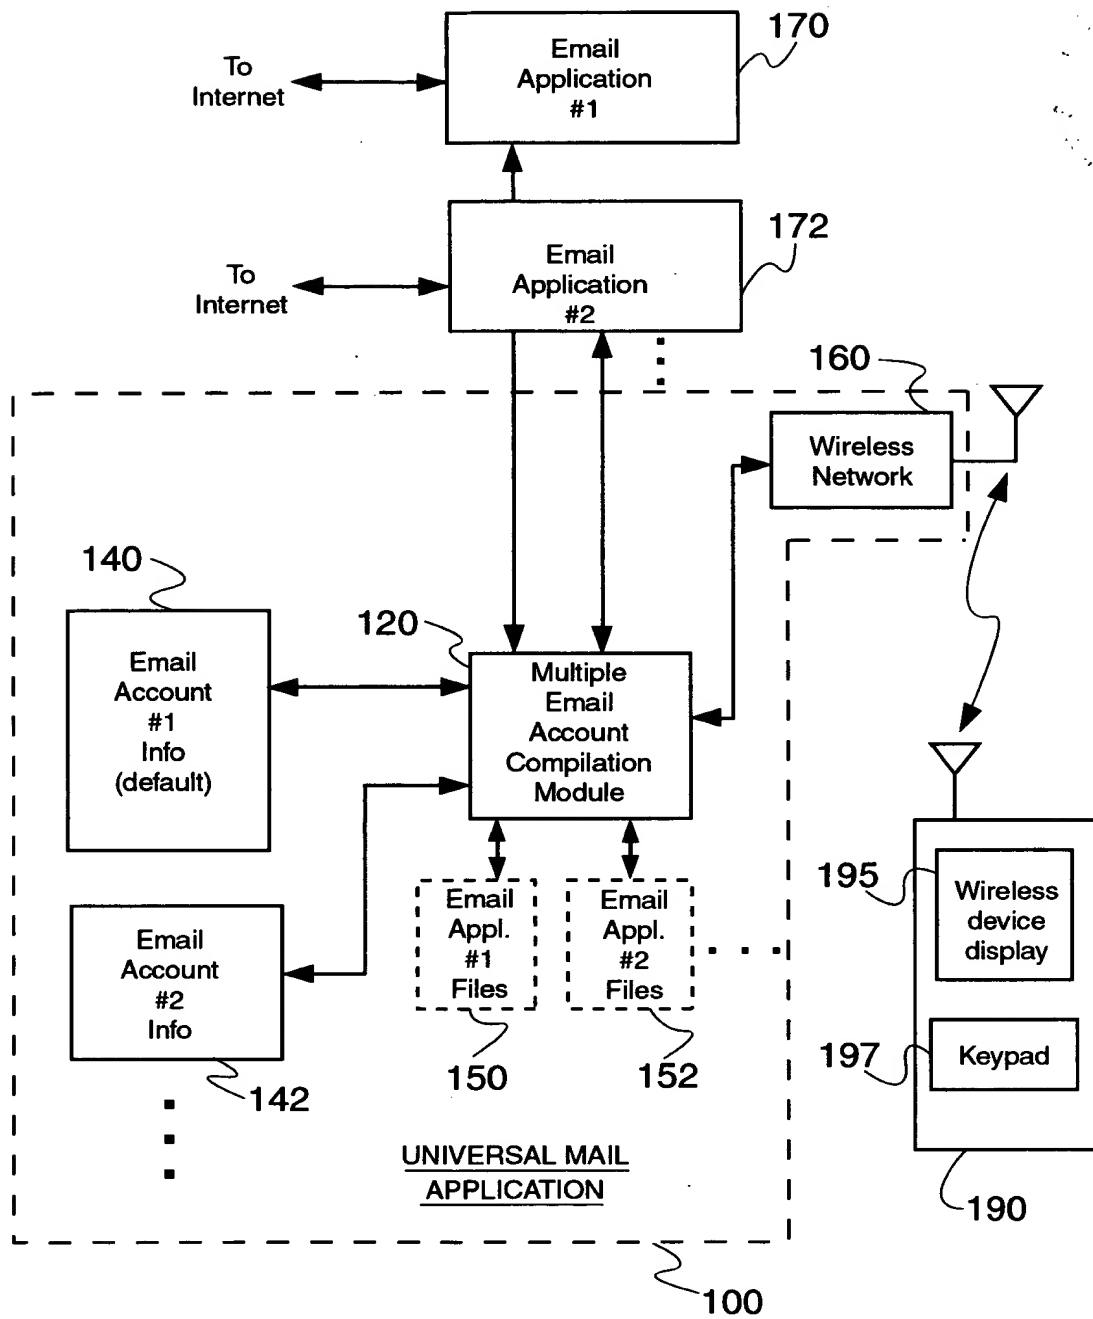 170
Email
Application
#1
To
Internet
172
Email
Application
#2
To
Internet
160
Wireless
Network
140
Email
Account
#1
Info
(default)
120
Multiple
Email
Account
Compilation
Module
Email
Account
#2
Info
142
Email
Appl.
#1
Files
150
Email
Appl.
#2
Files
152
195
Wireless
device
display
197
Keypad
190
UNIVERSAL MAIL
APPLICATION
100